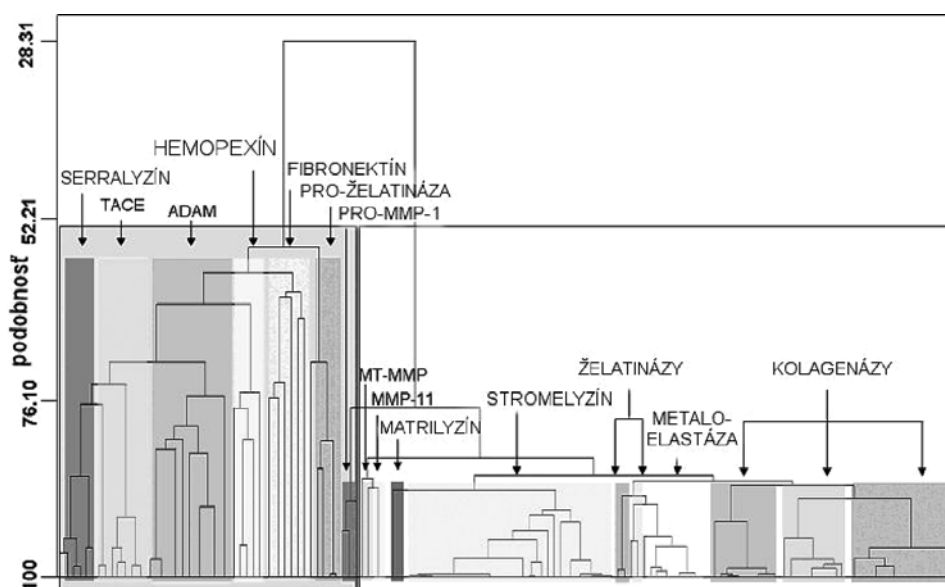 28.31
52.21
76.10
100
podobnosť
HEMOPEXÍN
SERRALYZÍN
TACE
ADAM
FIBRONEKTÍN
PRO-ŽELATINÁZA
PRO-MMP-1
MT-MMP
MMP-11
MATRILYZÍN
STROMELYZÍN
ŽELATINÁZY
METALO-
ELASTÁZA
KOLAGENÁZY